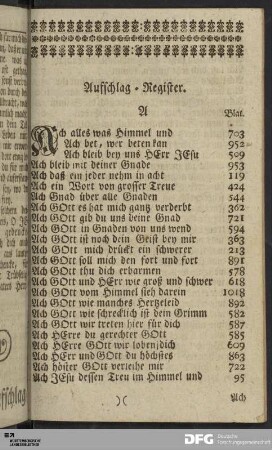 Aufschlag-Register.
A
Blat.
Ach alles waß Himmel und 703
Ach bet, wer beten kan 952
Ach bleib bey uns HErr JEsu 509
Ach bleib mit deiner Gnade 953
Ach daß ein jeder nehm in acht 119
Ach ein Wort von grosser Treue 424
Ach Gnad über alle Gnaden 544
Ach GOttes hat mich gantz verderbt 362
Ach GOtt gib du uns deine Gnad 721
Ach GOtt in Gnaden von uns wend 594
Ach GOtt ist noch dein Geist bey mir 363
Ach GOtt mich drückt ein schwerer 213
Ach GOtt soll mich den fort und fort 891
Ach GOtt thu dich erbarmen 578
Ach GOtt und HErr wie groß und schwer 618
Ach GOtt vom Himmel sieh darein 1018
Ach GOtt wie manches Hertzeleid 892
Ach GOtt wie schrecklich ist dein Grimm 582
Ach GOtt wir treten hier für dich 587
Ach HErre du gerechter GOtt 585
Ach HErre GOtt wir loben dich 609
Ach HErr und GOtt du höchstes 863
Ach höster GOtt verleihe mir 722
Ach JEsu dessen Treu im Himmel und 95
)(
Ach
DFG
Deutsche
Forschungsgemeinschaft